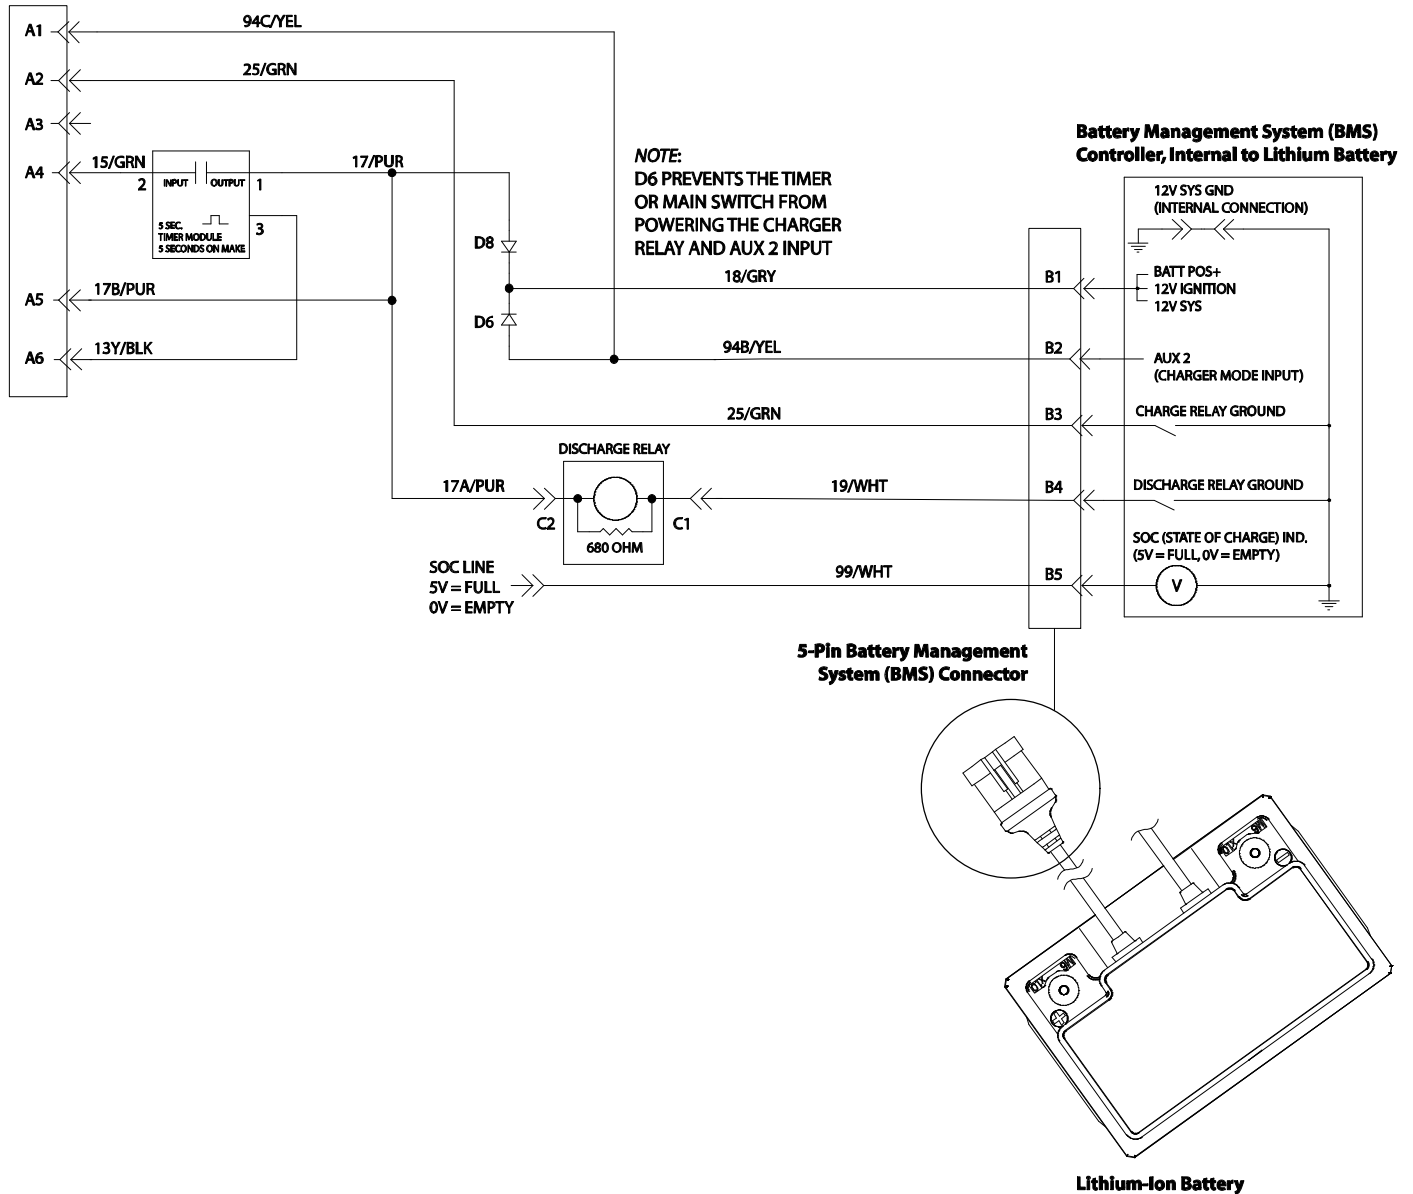 A1
94C/YEL
A2
25/GRN
A3
A4
15/GRN
2
INPUT
OUTPUT
1
17/PUR
3
5 SEC.
TIMER MODULE
5 SECONDS ON MAKE
A5
17B/PUR
A6
13Y/BLK
D8
D6
NOTE:
D6 PREVENTS THE TIMER
OR MAIN SWITCH FROM
POWERING THE CHARGER
RELAY AND AUX 2 INPUT
18/GRY
94B/YEL
25/GRN
DISCHARGE RELAY
17A/PUR
C2
C1
680 OHM
19/WHT
SOC LINE
5V = FULL
0V = EMPTY
99/WHT
B1
B2
B3
B4
B5
Battery Management System (BMS)
Controller, Internal to Lithium Battery
12V SYS GND
(INTERNAL CONNECTION)
BATT POS+
12V IGNITION
12V SYS
AUX 2
(CHARGER MODE INPUT)
CHARGE RELAY GROUND
DISCHARGE RELAY GROUND
SOC (STATE OF CHARGE) IND.
(5V = FULL, 0V = EMPTY)
V
5-Pin Battery Management
System (BMS) Connector
Lithium-Ion Battery